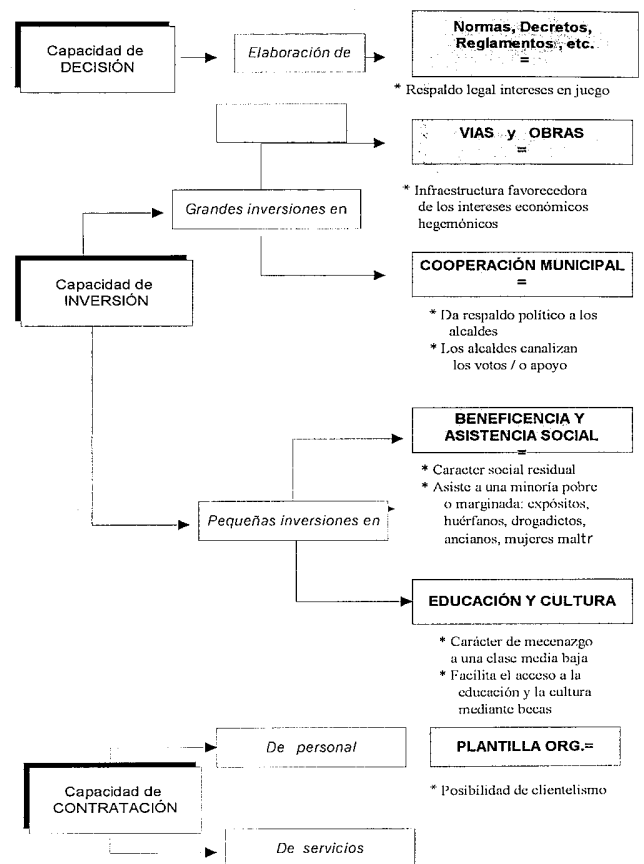 Capacidad de
DECISIÓN
Elaboración de
Normas, Decretos,
Reglamentos, etc.
=
* Respaldo legal intereses en juego
VIAS y OBRAS
=
* Infraestructura favorecedora
de los intereses económicos
hegemónicos
Grandes inversiones en
Capacidad de
INVERSIÓN
COOPERACIÓN MUNICIPAL
=
* Da respaldo político a los
alcaldes
* Los alcaldes canalizan
los votos / o apoyo
BENEFICENCIA Y
ASISTENCIA SOCIAL
=
* Caracter social residual
* Asiste a una minoría pobre
o marginada: expósitos,
huérfanos, drogadictos,
ancianos, mujeres maltr
Pequeñas inversiones en
EDUCACIÓN Y CULTURA
* Carácter de mecenazgo
a una clase media baja
* Facilita el acceso a la
educación y la cultura
mediante becas
De personal
PLANTILLA ORG.=
* Posibilidad de clientelismo
Capacidad de
CONTRATACIÓN
De servicios